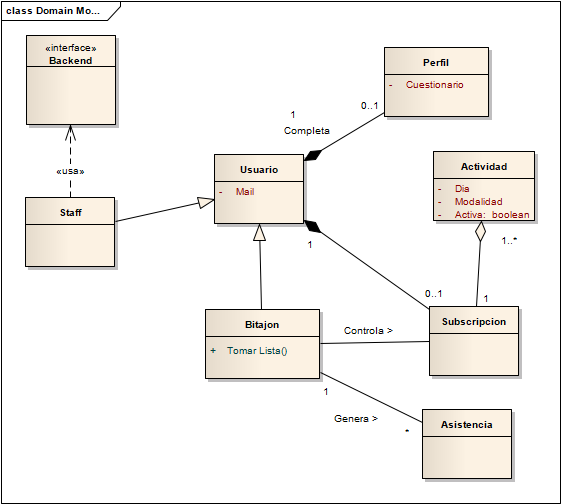 class Domain Mo...
«interface»
Backend
Perfil
- Cuestionario
0..1
1
Completa
«usa»
Usuario
- Mail
Actividad
- Dia
- Modalidad
- Activa: boolean
Staff
1
1..*
0..1
1
Bitajon
+ Tomar Lista()
Controla >
Subscripcion
1
Genera >
*
Asistencia